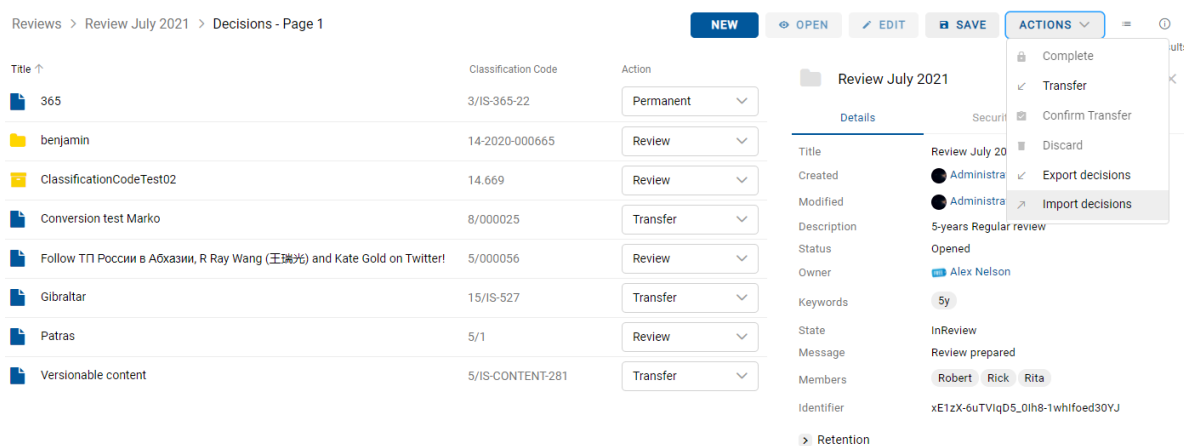 Reviews > Review July 2021 > Decisions - Page 1
NEW
OPEN
EDIT
SAVE
ACTIONS
Title ↑ Classification Code Action
365 3/IS-365-22 Permanent
benjamin 14-2020-000665 Review
ClassificationCodeTest02 14.669 Review
Conversion test Marko 8/000025 Transfer
Follow ТП России в Абхазии, R Ray Wang (王瑞光) and Kate Gold on Twitter! 5/000056 Review
Gibraltar 15/IS-527 Transfer
Patras 5/1 Review
Versionable content 5/IS-CONTENT-281 Transfer
Complete
Transfer
Confirm Transfer
Discard
Export decisions
Import decisions
Review July 2021
Details
Title Review July 20
Created Administra
Modified Administra
Description 5-years Regular review
Status Opened
Owner Alex Nelson
Keywords 5y
State InReview
Message Review prepared
Members Robert Rick Rita
Identifier xE1zX-6uTVIqD5_0Ih8-1whIfoed30YJ
> Retention